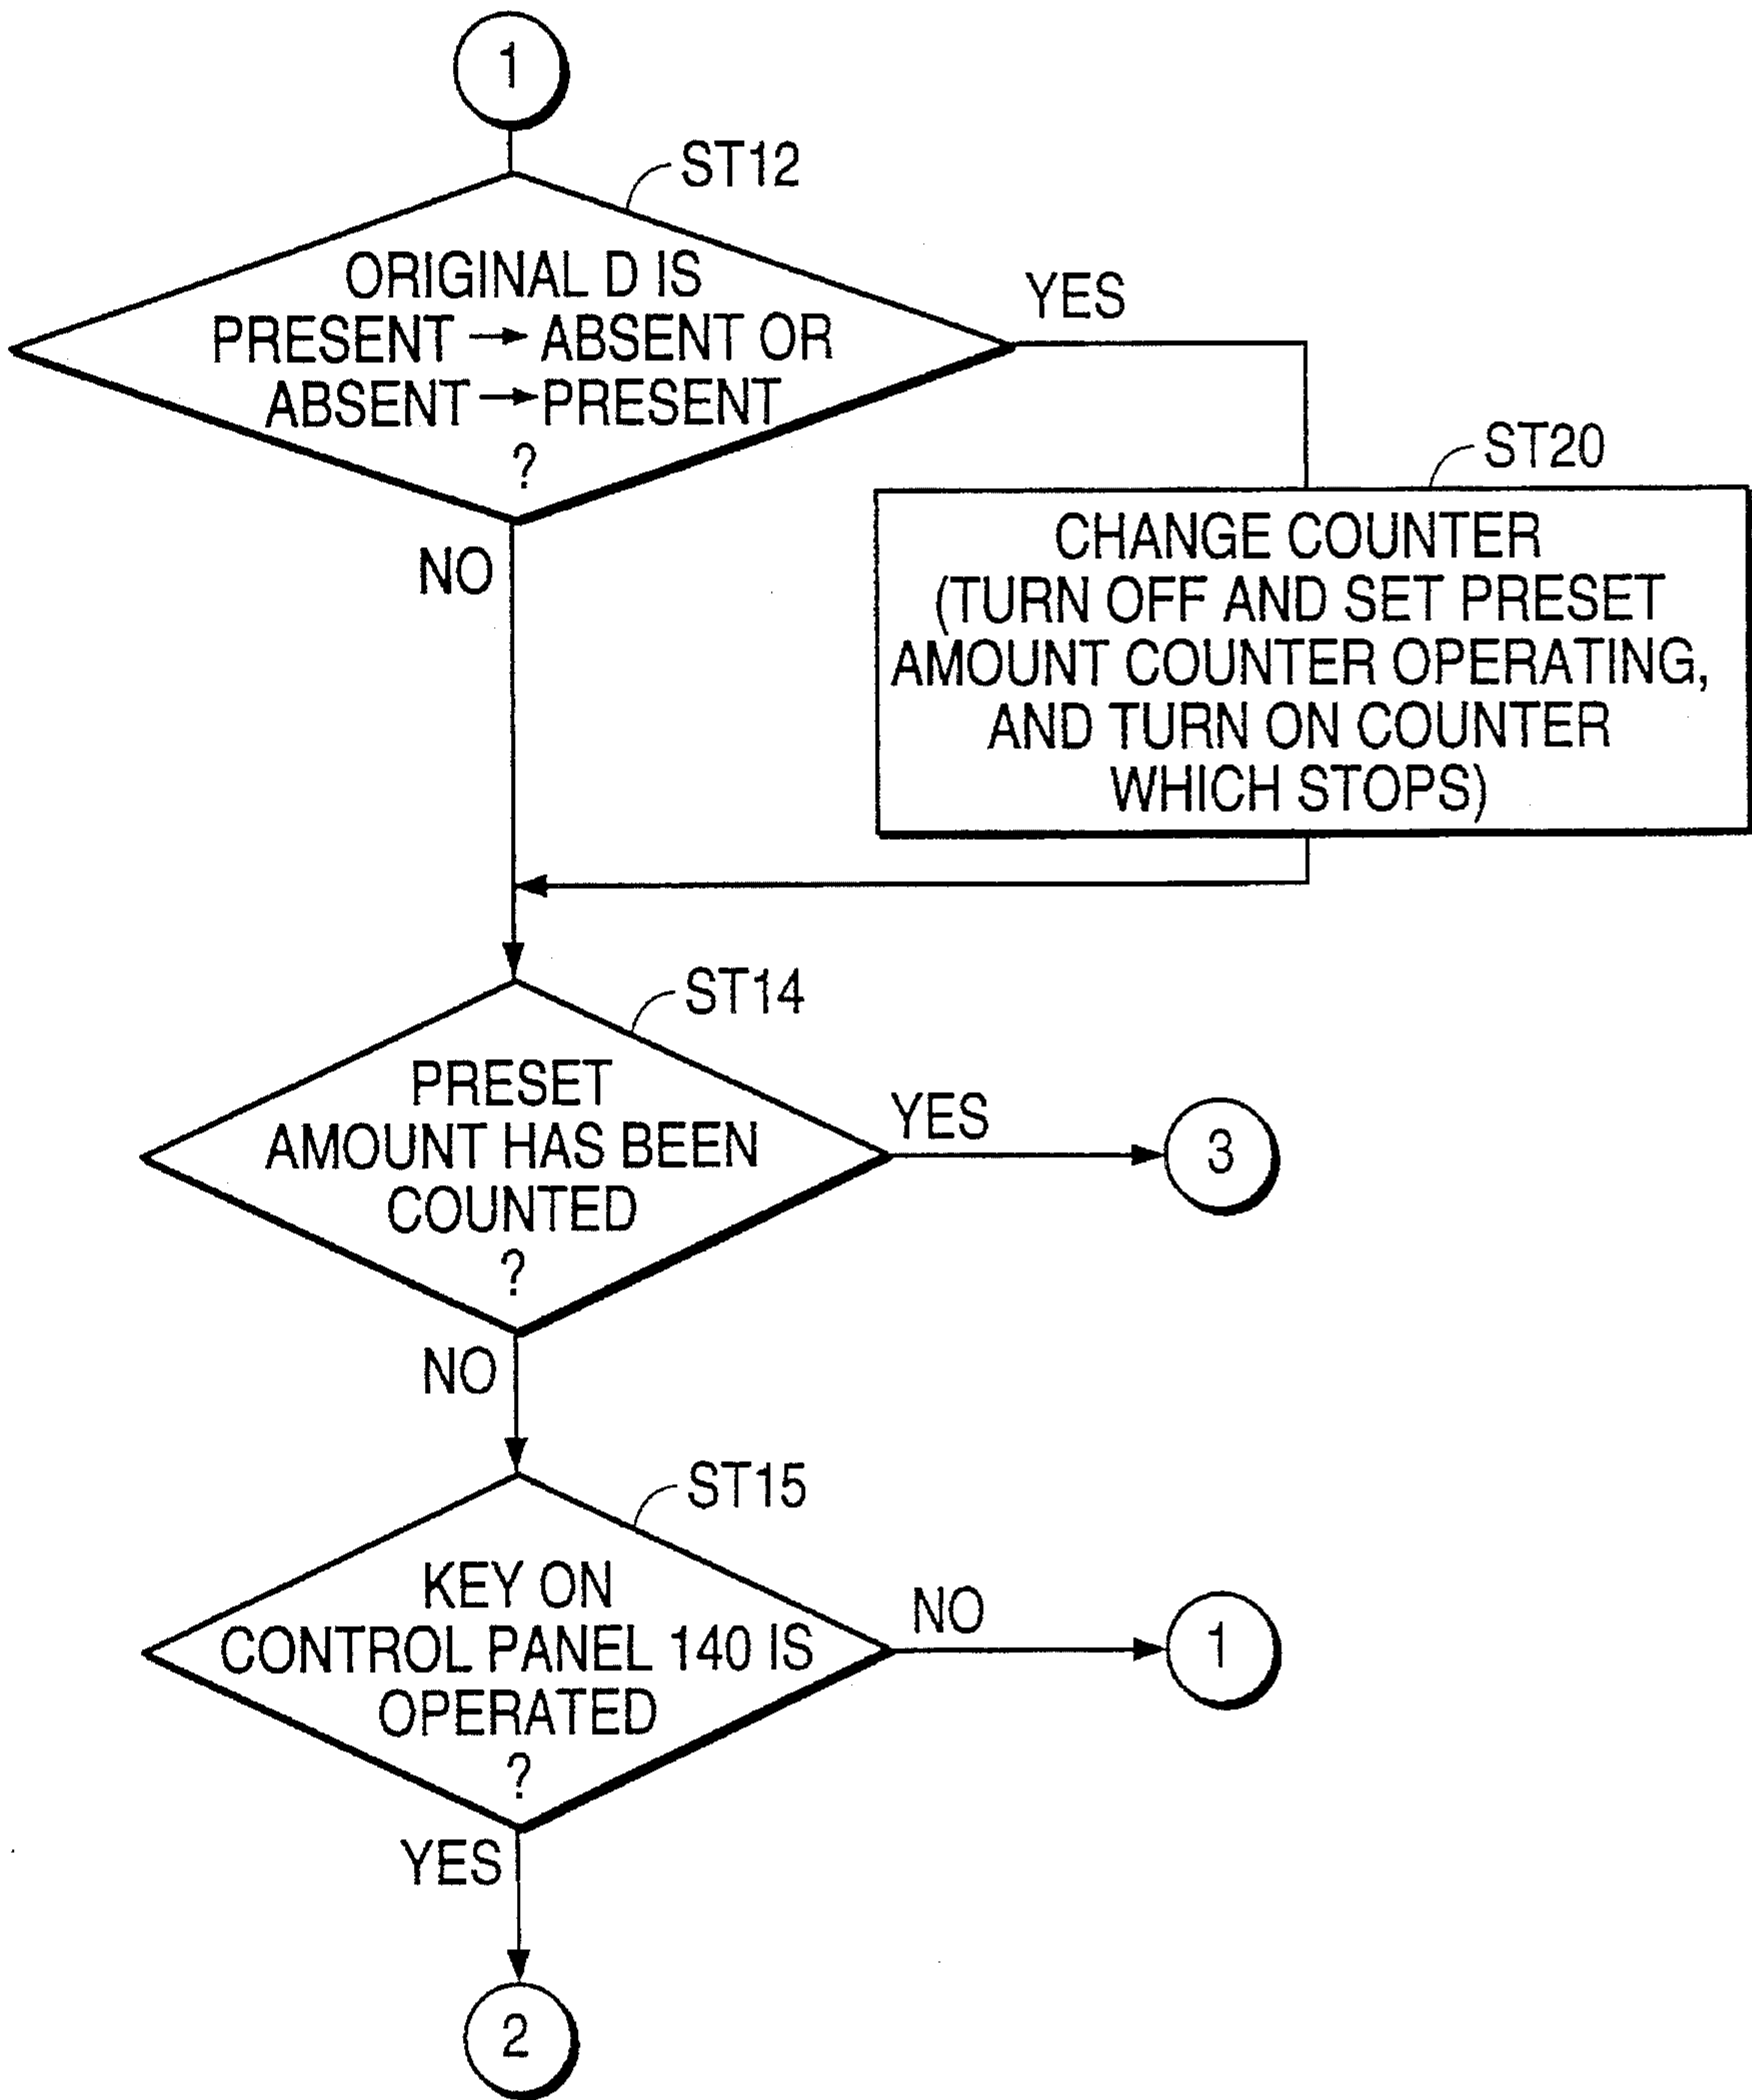 1
ST12
ORIGINAL D IS
PRESENT → ABSENT OR
ABSENT → PRESENT
?
YES
NO
ST20
CHANGE COUNTER
(TURN OFF AND SET PRESET
AMOUNT COUNTER OPERATING,
AND TURN ON COUNTER
WHICH STOPS)
ST14
PRESET
AMOUNT HAS BEEN
COUNTED
?
YES
3
NO
ST15
KEY ON
CONTROL PANEL 140 IS
OPERATED
?
NO
1
YES
2